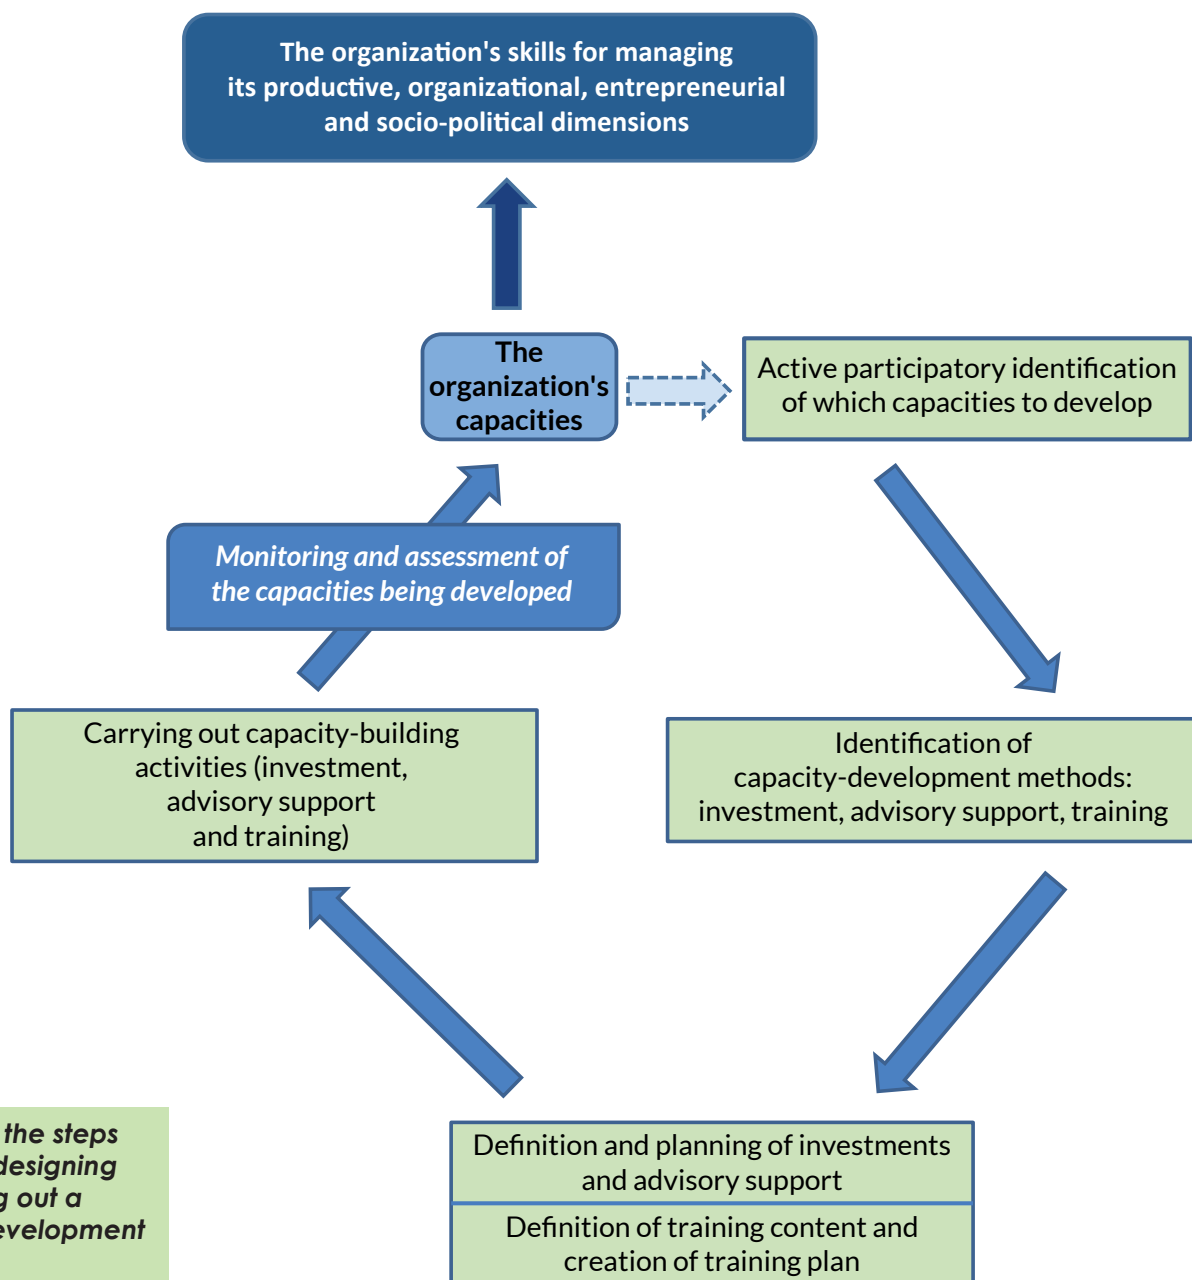 The organization's skills for managing
its productive, organizational, entrepreneurial
and socio-political dimensions
The
organization's
capacities
Active participatory identification
of which capacities to develop
Monitoring and assessment of
the capacities being developed
Carrying out capacity-building
activities (investment,
advisory support
and training)
Identification of
capacity-development methods:
investment, advisory support, training
Definition and planning of investments
and advisory support
Definition of training content and
creation of training plan
the steps
designing
out a